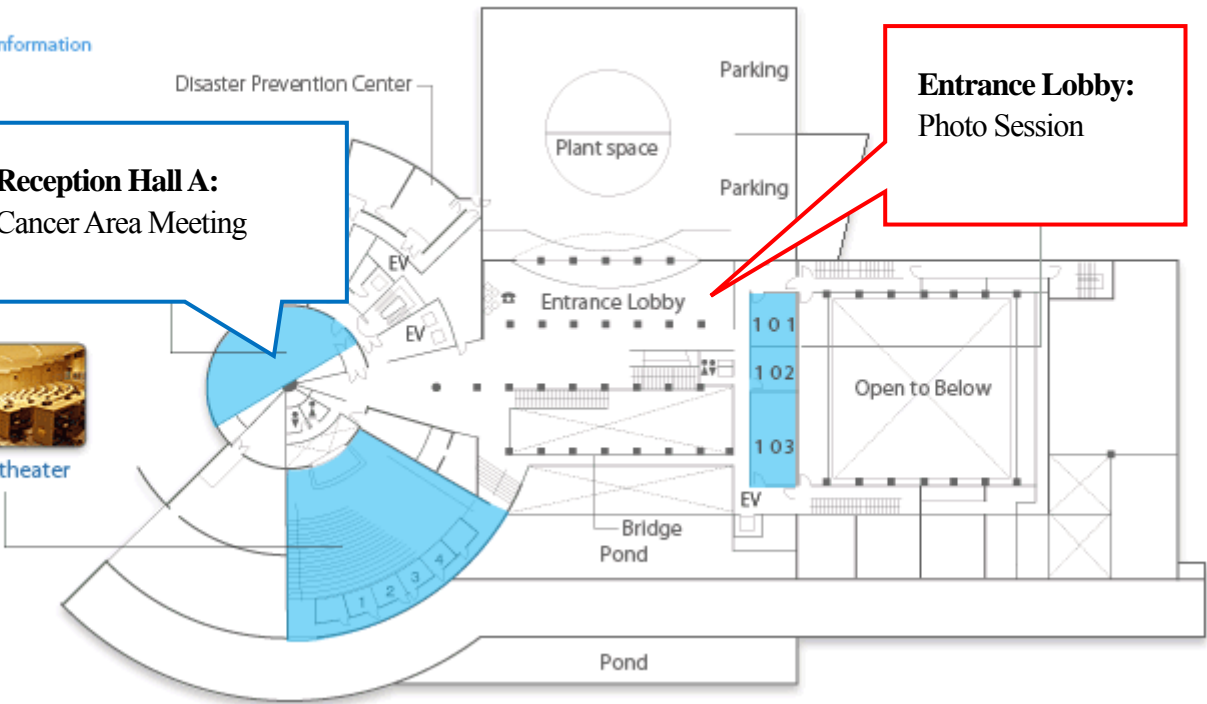 nformation
Disaster Prevention Center
Parking
Entrance Lobby:
Photo Session
Plant space
Reception Hall A:
Cancer Area Meeting
Parking
EV
Entrance Lobby
EV
101
102
Open to Below
103
theater
EV
Bridge
Pond
1 2 3 4
Pond